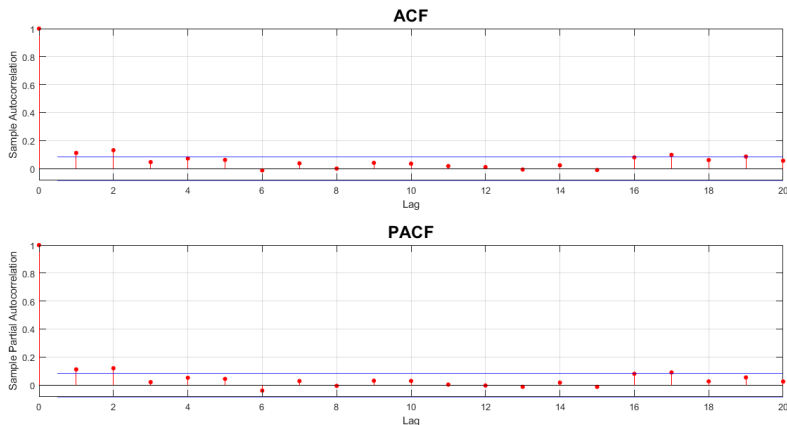 ACF
Sample Autocorrelation
1
0.8
0.6
0.4
0.2
0
0 2 4 6 8 10 12 14 16 18 20
Lag
PACF
Sample Partial Autocorrelation
1
0.8
0.6
0.4
0.2
0
0 2 4 6 8 10 12 14 16 18 20
Lag